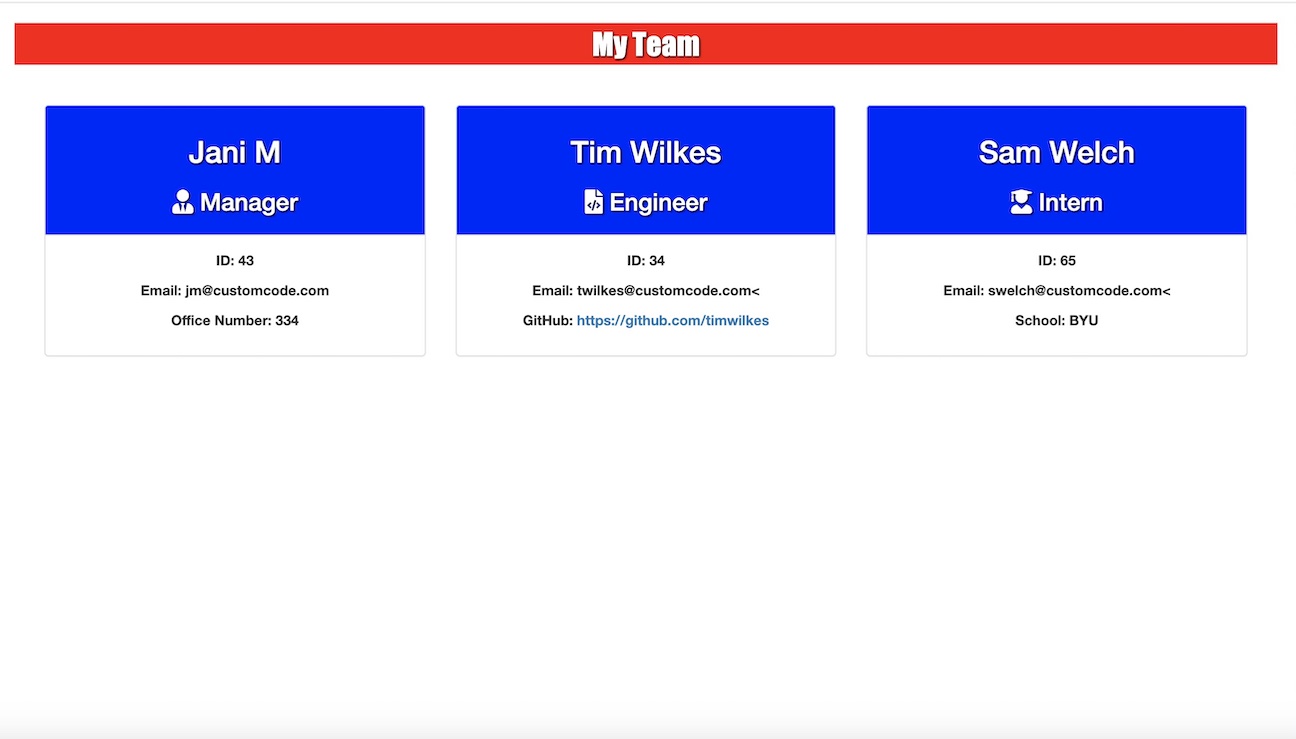 My Team
Jani M
Manager
ID: 43
Email: jm@customcode.com
Office Number: 334
Tim Wilkes
Engineer
ID: 34
Email: twilkes@customcode.com<
GitHub: https://github.com/timwilkes
Sam Welch
Intern
ID: 65
Email: swelch@customcode.com<
School: BYU